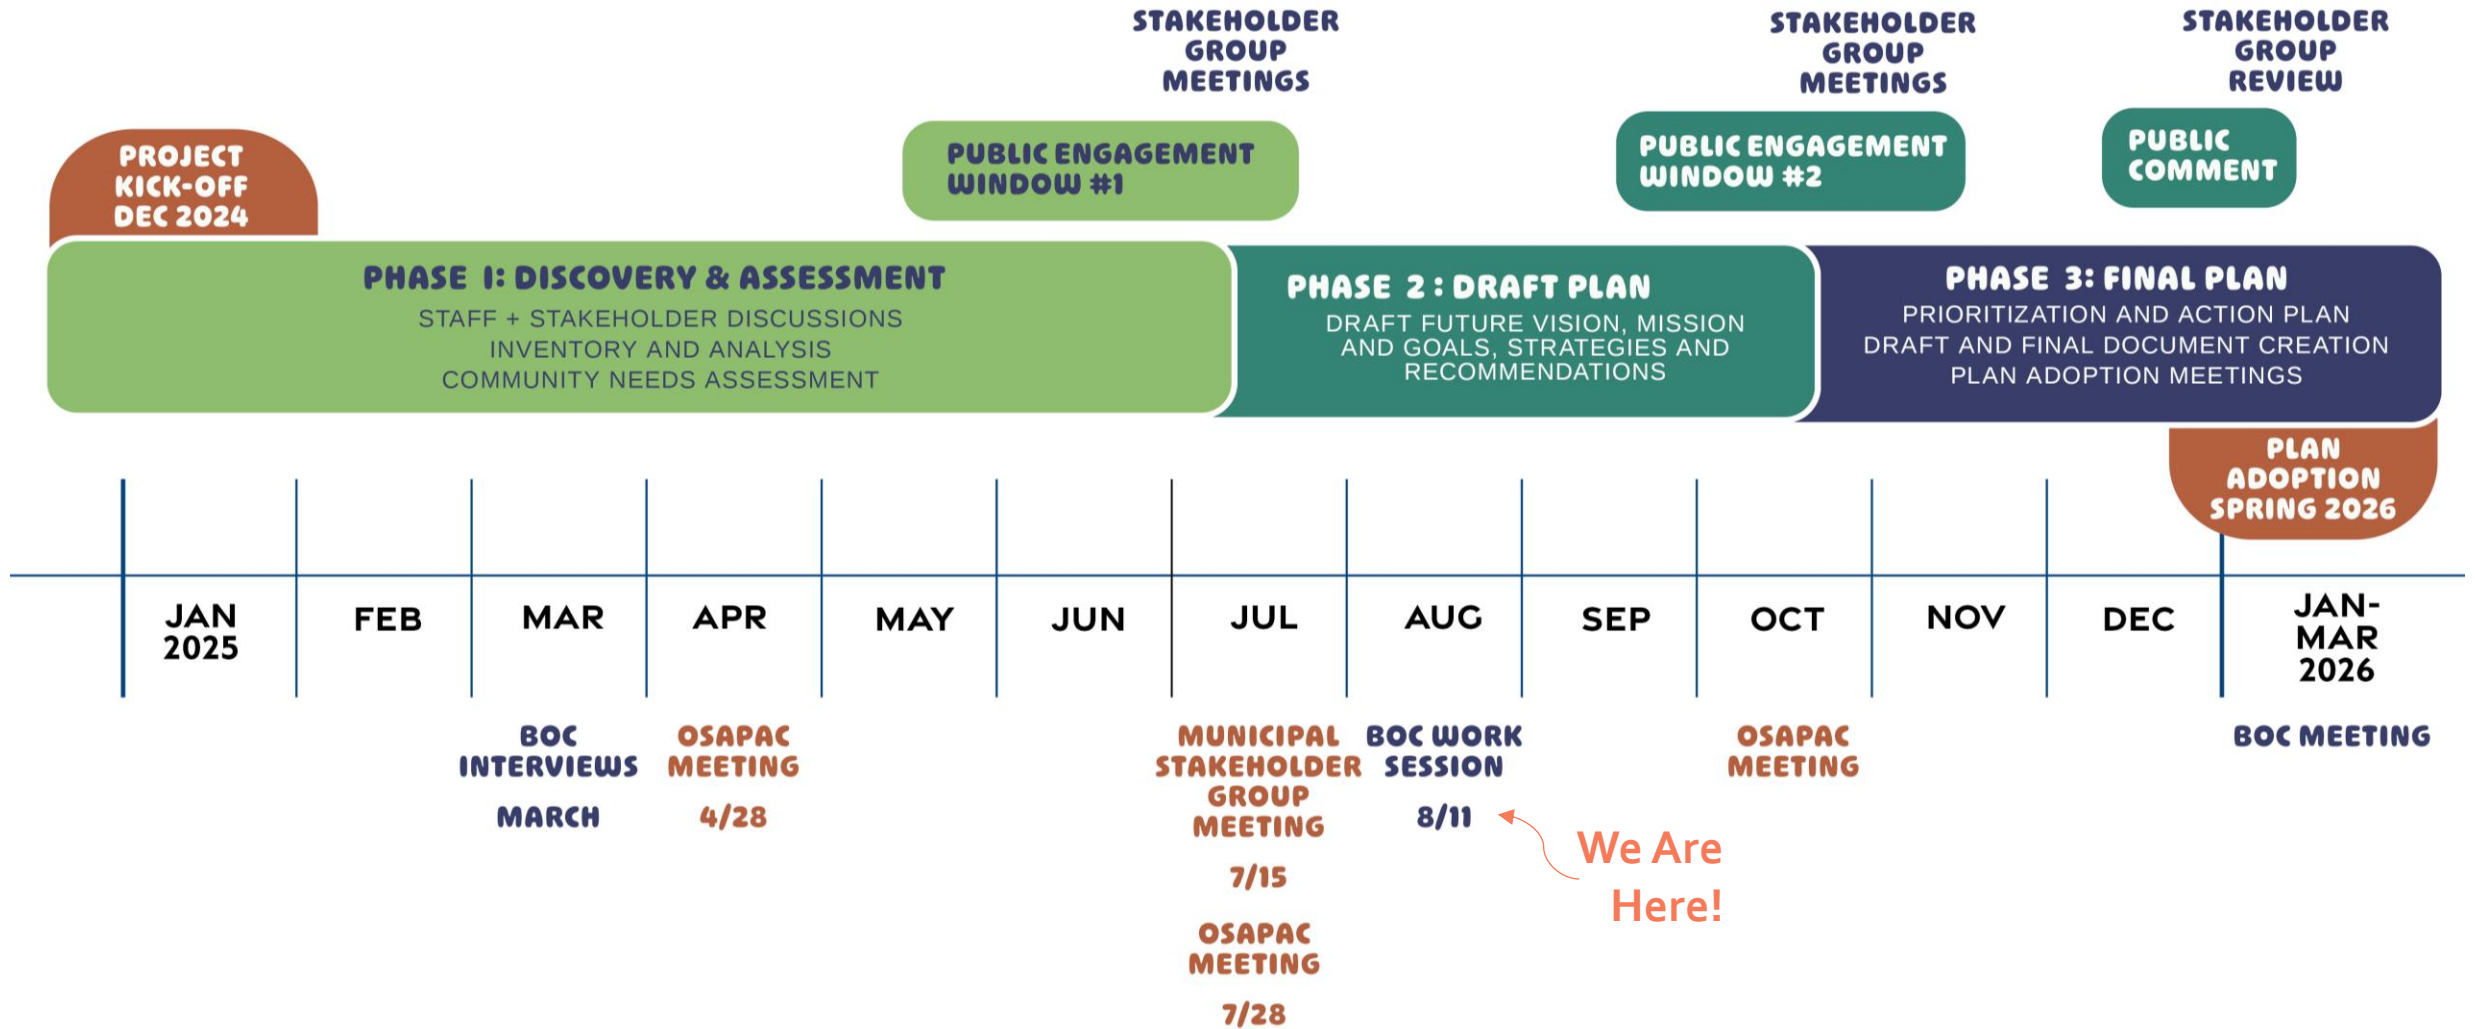 STAKEHOLDER
GROUP
MEETINGS
STAKEHOLDER
GROUP
MEETINGS
STAKEHOLDER
GROUP
REVIEW
PROJECT
KICK-OFF
DEC 2024
PUBLIC ENGAGEMENT
WINDOW #1
PUBLIC ENGAGEMENT
WINDOW #2
PUBLIC
COMMENT
PHASE 1: DISCOVERY & ASSESSMENT
STAFF + STAKEHOLDER DISCUSSIONS
INVENTORY AND ANALYSIS
COMMUNITY NEEDS ASSESSMENT
PHASE 2 : DRAFT PLAN
DRAFT FUTURE VISION, MISSION
AND GOALS, STRATEGIES AND
RECOMMENDATIONS
PHASE 3: FINAL PLAN
PRIORITIZATION AND ACTION PLAN
DRAFT AND FINAL DOCUMENT CREATION
PLAN ADOPTION MEETINGS
PLAN
ADOPTION
SPRING 2026
JAN
2025
FEB
MAR
APR
MAY
JUN
JUL
AUG
SEP
OCT
NOV
DEC
JAN-
MAR
2026
BOC
INTERVIEWS
MARCH
OSAPAC
MEETING
4/28
MUNICIPAL
STAKEHOLDER
GROUP
MEETING
7/15
OSAPAC
MEETING
7/28
BOC WORK
SESSION
8/11
We Are
Here!
OSAPAC
MEETING
BOC MEETING